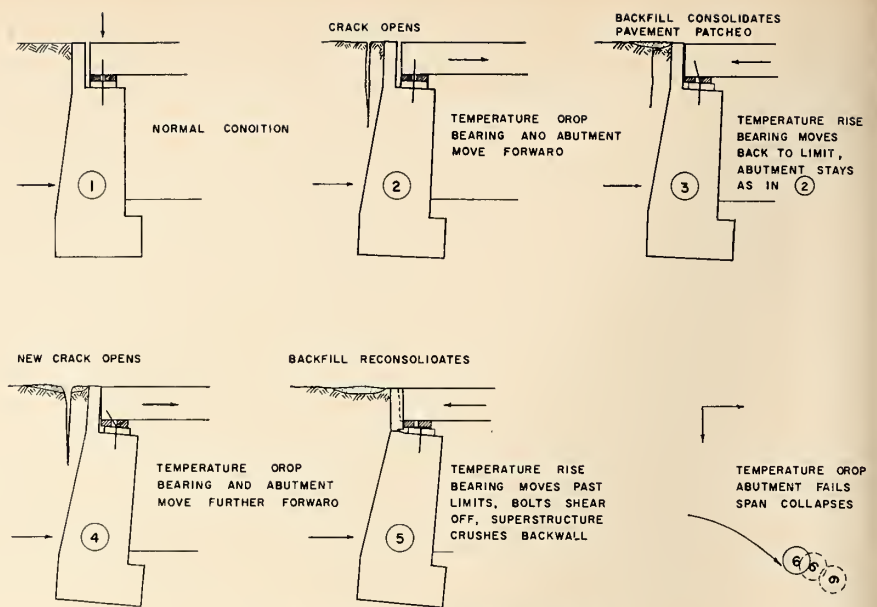 NORMAL CONDITION
1
CRACK OPENS
TEMPERATURE OROP
BEARING ANO ABUTMENT
MOVE FORWARO
2
BACKFILL CONSOLIDATES
PAVEMENT PATCHEO
TEMPERATURE RISE
BEARING MOVES
BACK TO LIMIT,
ABUTMENT STAYS
AS IN 2
3
NEW CRACK OPENS
TEMPERATURE OROP
BEARING AND ABUTMENT
MOVE FURTHER FORWARO
4
BACKFILL RECONSOLIOATES
TEMPERATURE RISE
BEARING MOVES PAST
LIMITS, BOLTS SHEAR
OFF, SUPERSTRUCTURE
CRUSHES BACKWALL
5
TEMPERATURE OROP
ABUTMENT FAILS
SPAN COLLAPSES
6 6 6